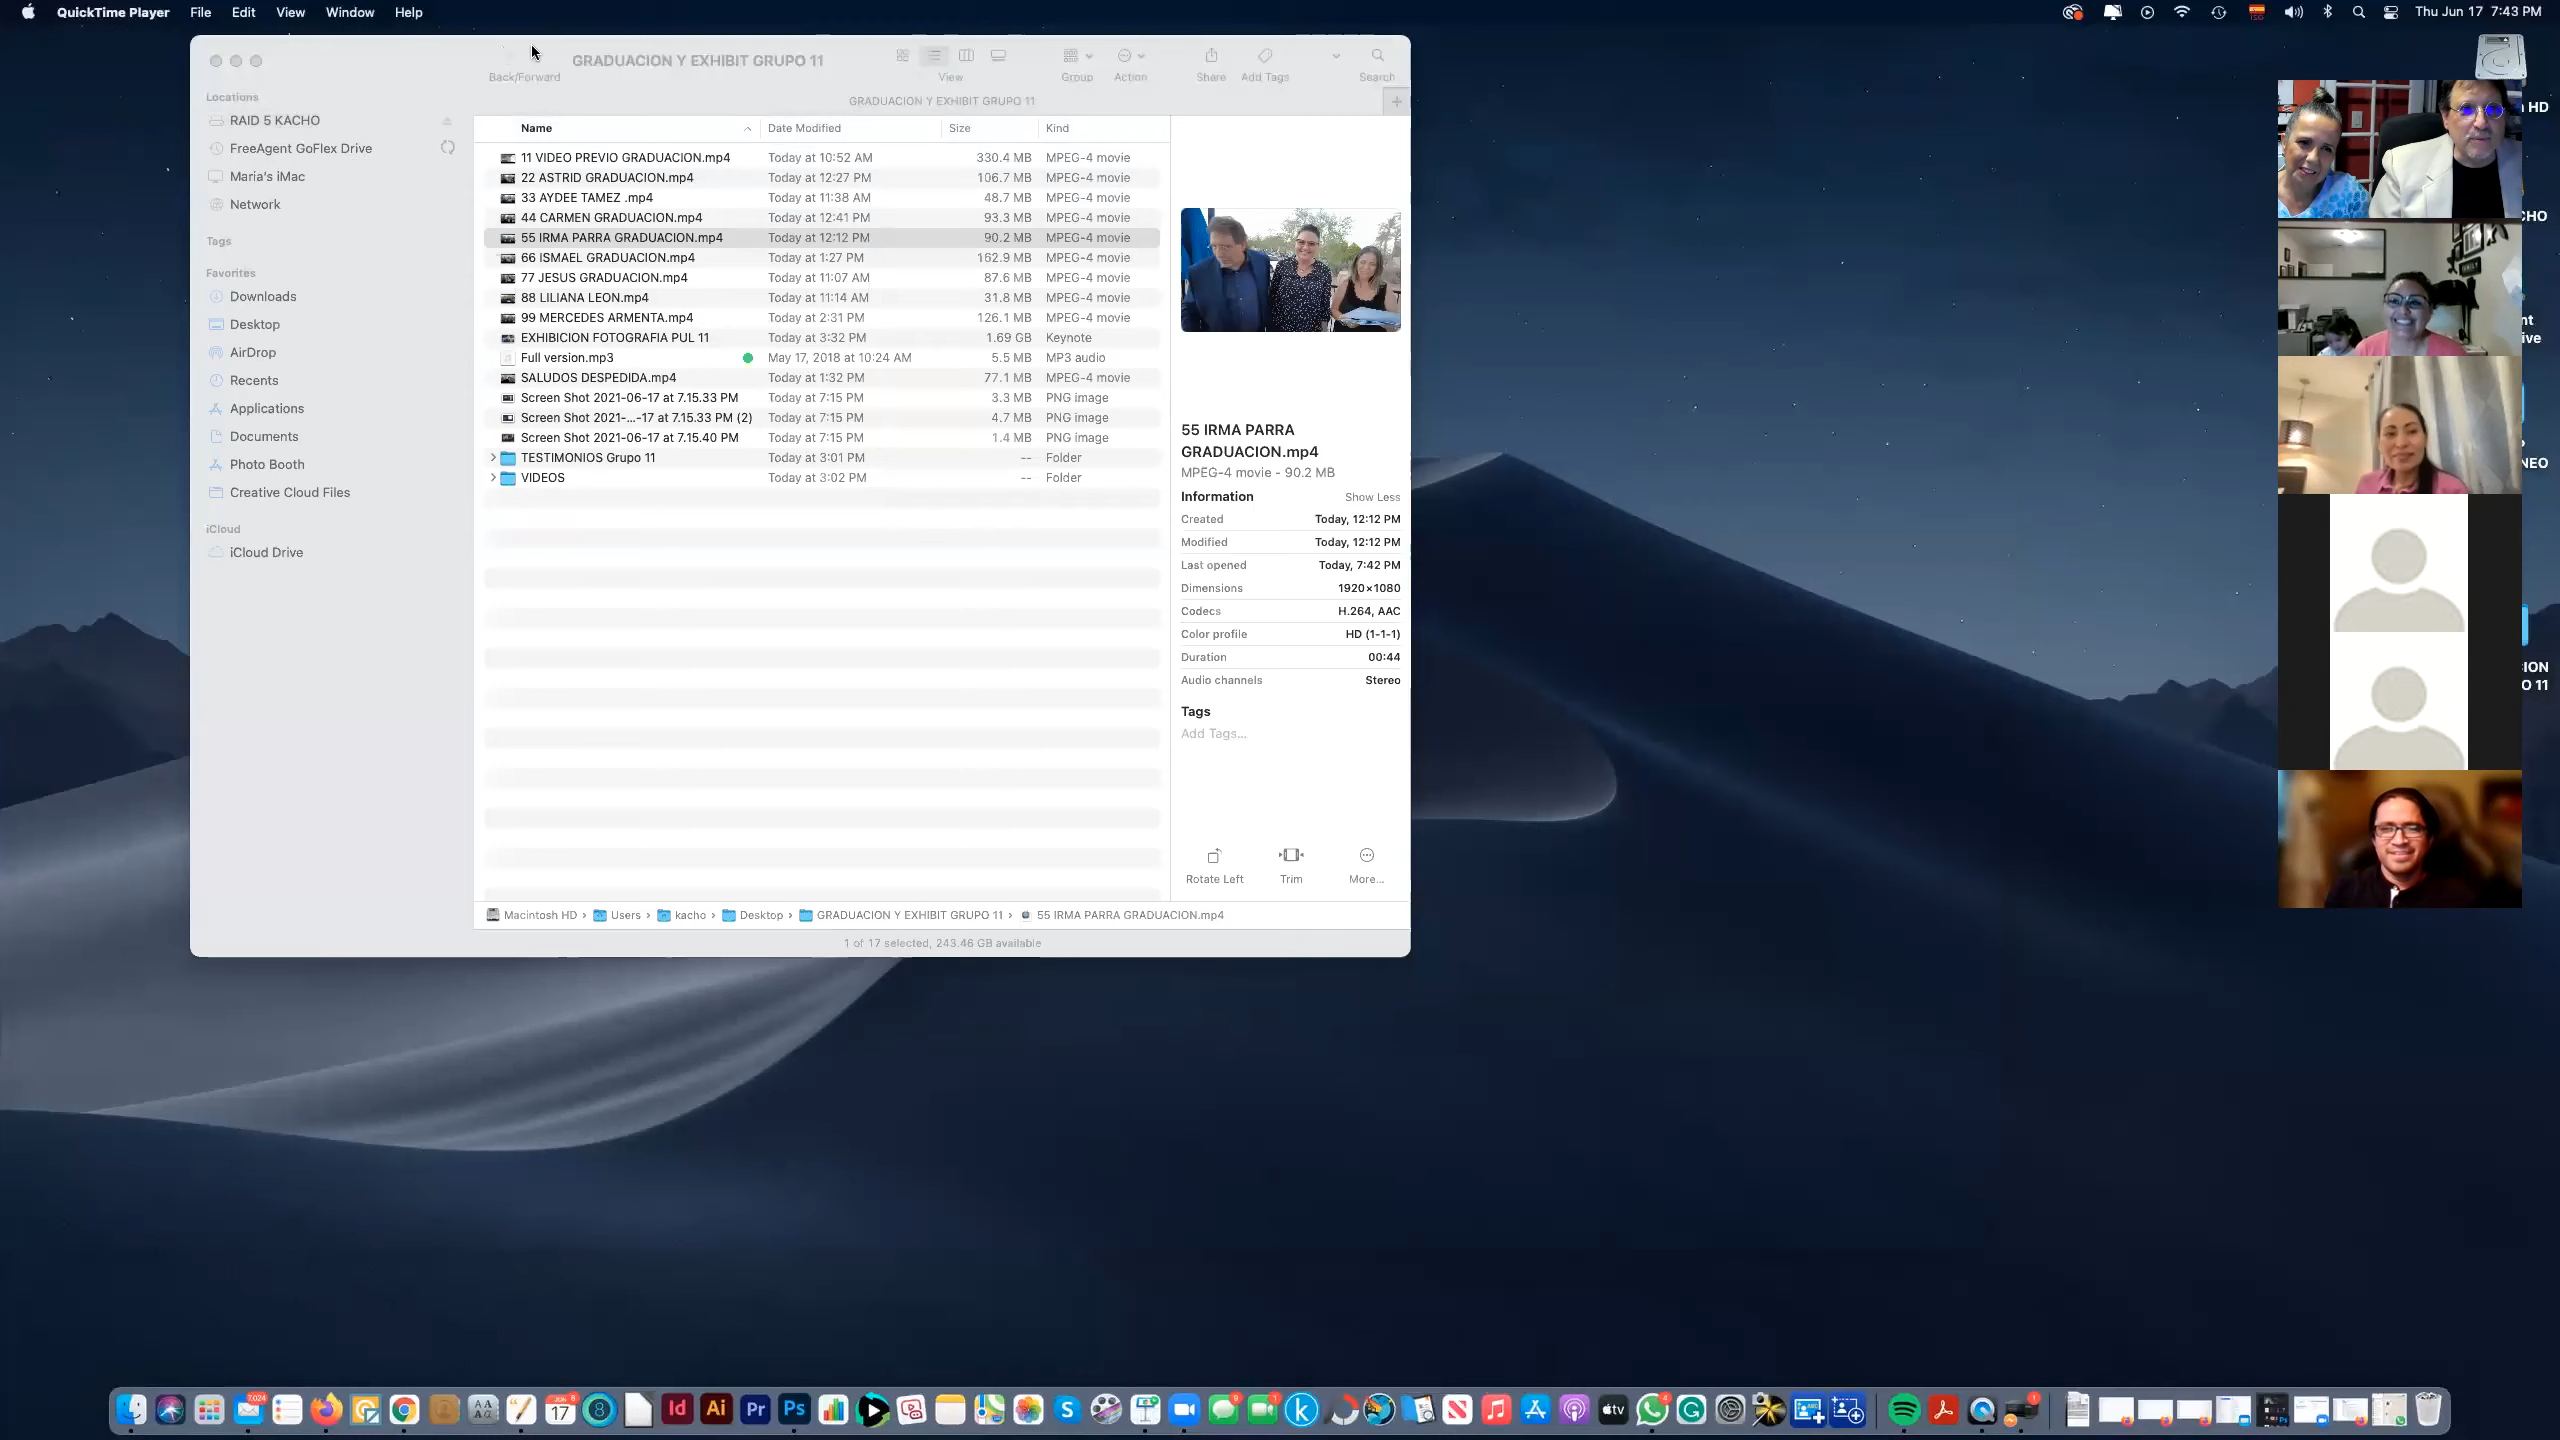 QuickTime Player File Edit View Window Help
Thu Jun 17 7:43 PM
Back/Forward
GRADUACION Y EXHIBIT GRUPO 11
View
Group
Action
Share
Add Tags
Search
GRADUACION Y EXHIBIT GRUPO 11
Locations
RAID 5 KACHO
FreeAgent GoFlex Drive
Maria's iMac
Network
Tags
Favorites
Downloads
Desktop
AirDrop
Recents
Applications
Documents
Photo Booth
Creative Cloud Files
iCloud
iCloud Drive
Name Date Modified Size Kind
11 VIDEO PREVIO GRADUACION.mp4 Today at 10:52 AM 330.4 MB MPEG-4 movie
22 ASTRID GRADUACION.mp4 Today at 12:27 PM 106.7 MB MPEG-4 movie
33 AYDEE TAMEZ .mp4 Today at 11:38 AM 48.7 MB MPEG-4 movie
44 CARMEN GRADUACION.mp4 Today at 12:41 PM 93.3 MB MPEG-4 movie
55 IRMA PARRA GRADUACION.mp4 Today at 12:12 PM 90.2 MB MPEG-4 movie
66 ISMAEL GRADUACION.mp4 Today at 1:27 PM 162.9 MB MPEG-4 movie
77 JESUS GRADUACION.mp4 Today at 11:07 AM 87.6 MB MPEG-4 movie
88 LILIANA LEON.mp4 Today at 11:14 AM 31.8 MB MPEG-4 movie
99 MERCEDES ARMENTA.mp4 Today at 2:31 PM 126.1 MB MPEG-4 movie
EXHIBICION FOTOGRAFIA PUL 11 Today at 3:32 PM 1.69 GB Keynote
Full version.mp3 May 17, 2018 at 10:24 AM 5.5 MB MP3 audio
SALUDOS DESPEDIDA.mp4 Today at 1:32 PM 77.1 MB MPEG-4 movie
Screen Shot 2021-06-17 at 7.15.33 PM Today at 7:15 PM 3.3 MB PNG image
Screen Shot 2021-...-17 at 7.15.33 PM (2) Today at 7:15 PM 4.7 MB PNG image
Screen Shot 2021-06-17 at 7.15.40 PM Today at 7:15 PM 1.4 MB PNG image
TESTIMONIOS Grupo 11 Today at 3:01 PM -- Folder
VIDEOS Today at 3:02 PM -- Folder
55 IRMA PARRA
GRADUACION.mp4
MPEG-4 movie - 90.2 MB
Information Show Less
Created Today, 12:12 PM
Modified Today, 12:12 PM
Last opened Today, 7:42 PM
Dimensions 1920×1080
Codecs H.264, AAC
Color profile HD (1-1-1)
Duration 00:44
Audio channels Stereo
Tags
Add Tags...
Rotate Left Trim More...
Macintosh HD › Users › kacho › Desktop › GRADUACION Y EXHIBIT GRUPO 11 › 55 IRMA PARRA GRADUACION.mp4
1 of 17 selected, 243.46 GB available
HD
CHO
nt
ive
NEO
ION
O 11
7,024
JUN
17
Id
Ai
Pr
Ps
tv